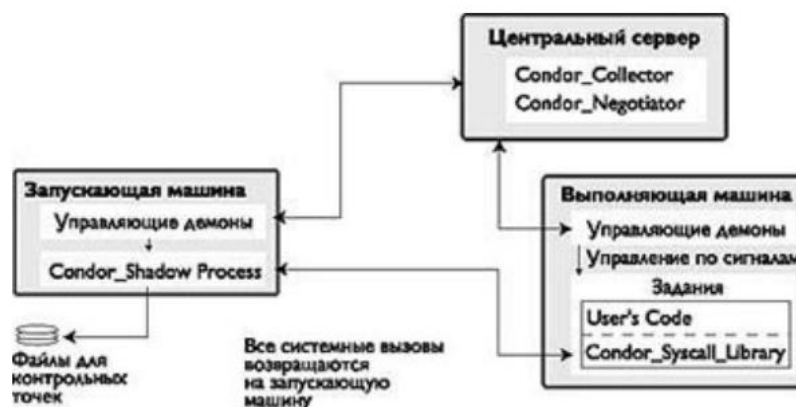 Центральный сервер
Condor_Collector
Condor_Negotiator
Запускающая машина
Управляющие демоны
Condor_Shadow Process
Выполняющая машина
Управляющие демоны
Управление по сигналам
Задания
User's Code
Condor_Syscall_Library
Файлы для
контрольных
точек
Все системные вызовы
возвращаются
на запускающую
машину